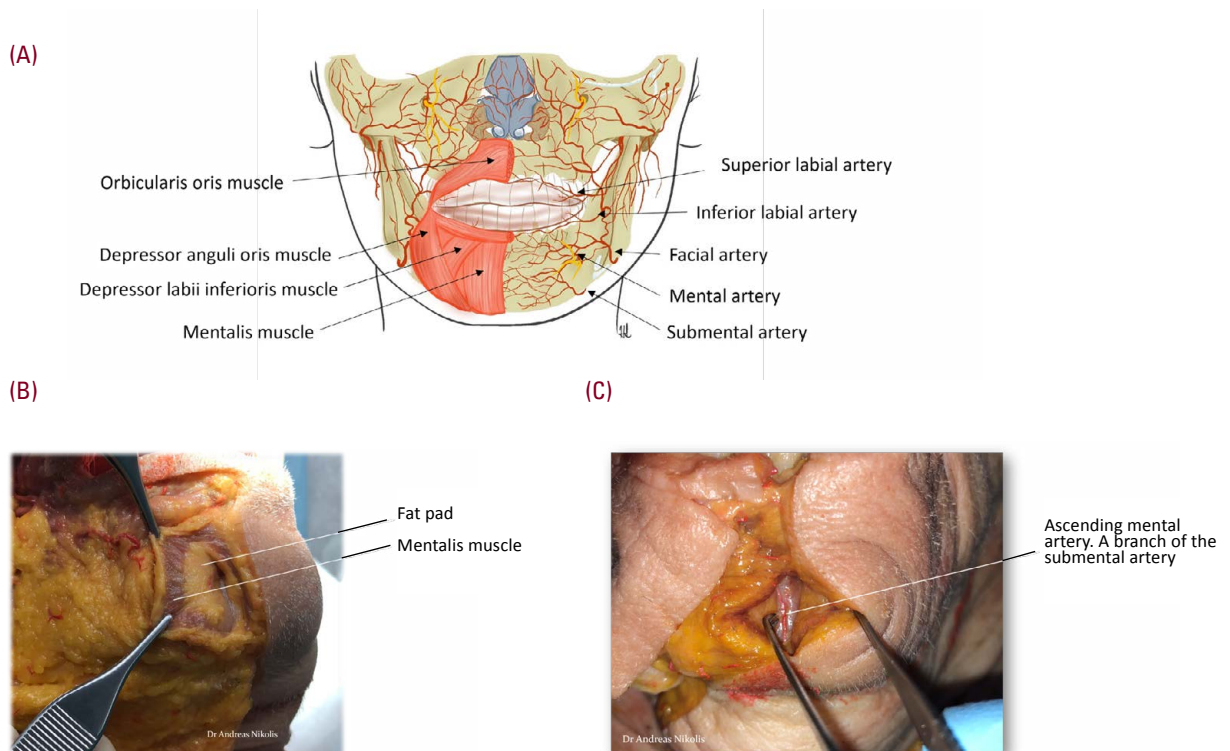 (A)
Orbicularis oris muscle
Depressor anguli oris muscle
Depressor labii inferioris muscle
Mentalis muscle
Superior labial artery
Inferior labial artery
Facial artery
Mental artery
Submental artery
(B)
Fat pad
Mentalis muscle
Dr Andreas Nikolis
(C)
Ascending mental
artery. A branch of the
submental artery
Dr Andreas Nikolis